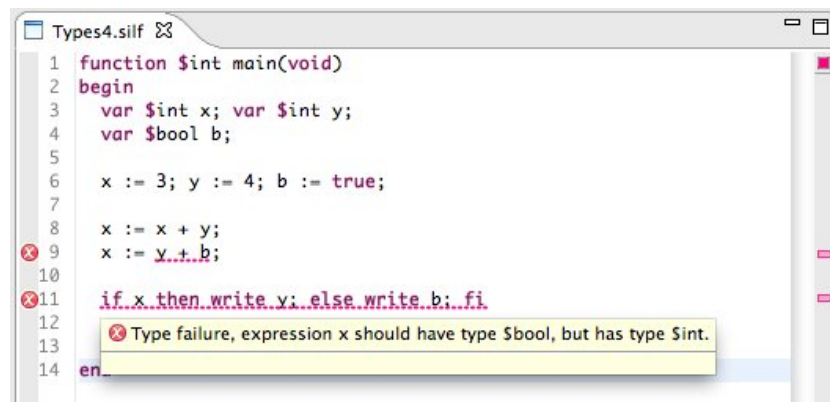 Types4.silf
1 function $int main(void)
2 begin
3 var $int x; var $int y;
4 var $bool b;
5
6 x := 3; y := 4; b := true;
7
8 x := x + y;
9 x := y + b;
10
11 if x then write y; else write b; fi
12
Type failure, expression x should have type $bool, but has type $int.
13
14 en